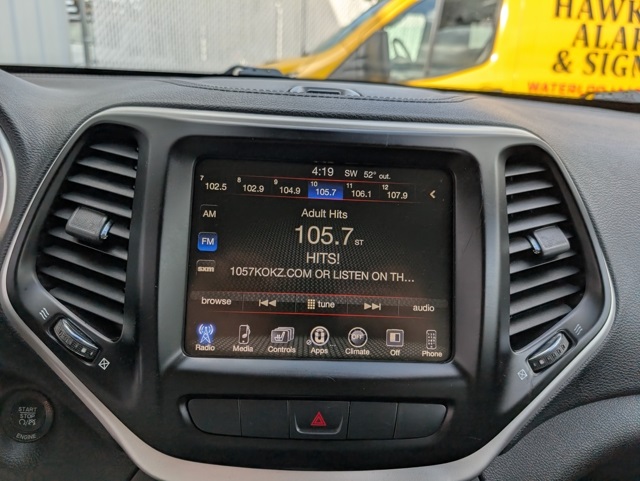 HAWK
ALAR
& SIGN
WATERLOO
4:19 SW 52° out.
7 8 9 10 11 12
102.5 102.9 104.9 105.7 106.1 107.9 <
AM
FM
sxm
Adult Hits
105.7 ST
HITS!
1057KOKZ.COM OR LISTEN ON TH...
browse tune audio
Radio Media Controls Apps Climate Off Phone
OFF
START
STOP
ENGINE